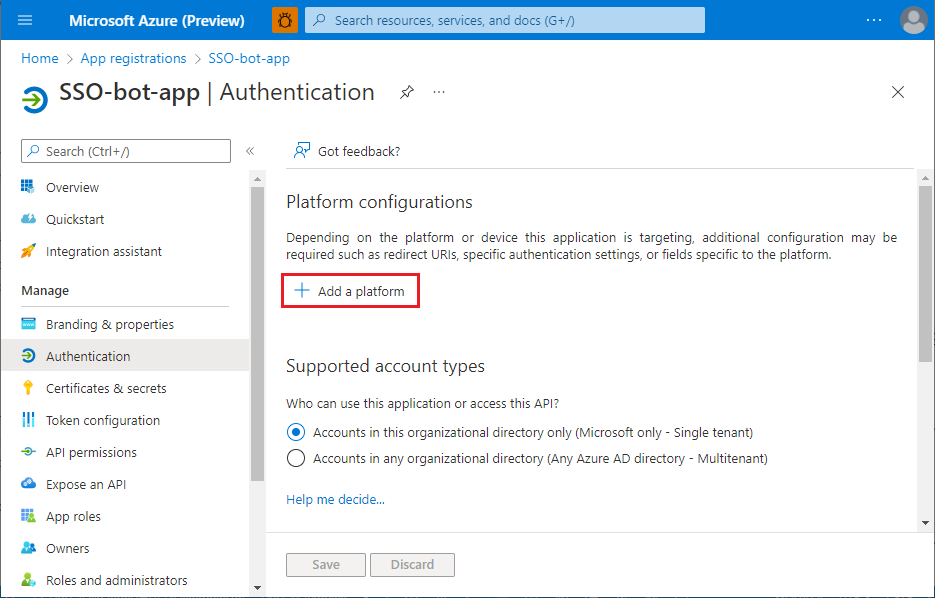 Microsoft Azure (Preview)
Search resources, services, and docs (G+/)
Home > App registrations > SSO-bot-app
SSO-bot-app | Authentication
Search (Ctrl+/)
Got feedback?
Overview
Quickstart
Integration assistant
Manage
Branding & properties
Authentication
Certificates & secrets
Token configuration
API permissions
Expose an API
App roles
Owners
Roles and administrators
Platform configurations
Depending on the platform or device this application is targeting, additional configuration may be
required such as redirect URIs, specific authentication settings, or fields specific to the platform.
Add a platform
Supported account types
Who can use this application or access this API?
Accounts in this organizational directory only (Microsoft only - Single tenant)
Accounts in any organizational directory (Any Azure AD directory - Multitenant)
Help me decide...
Save
Discard